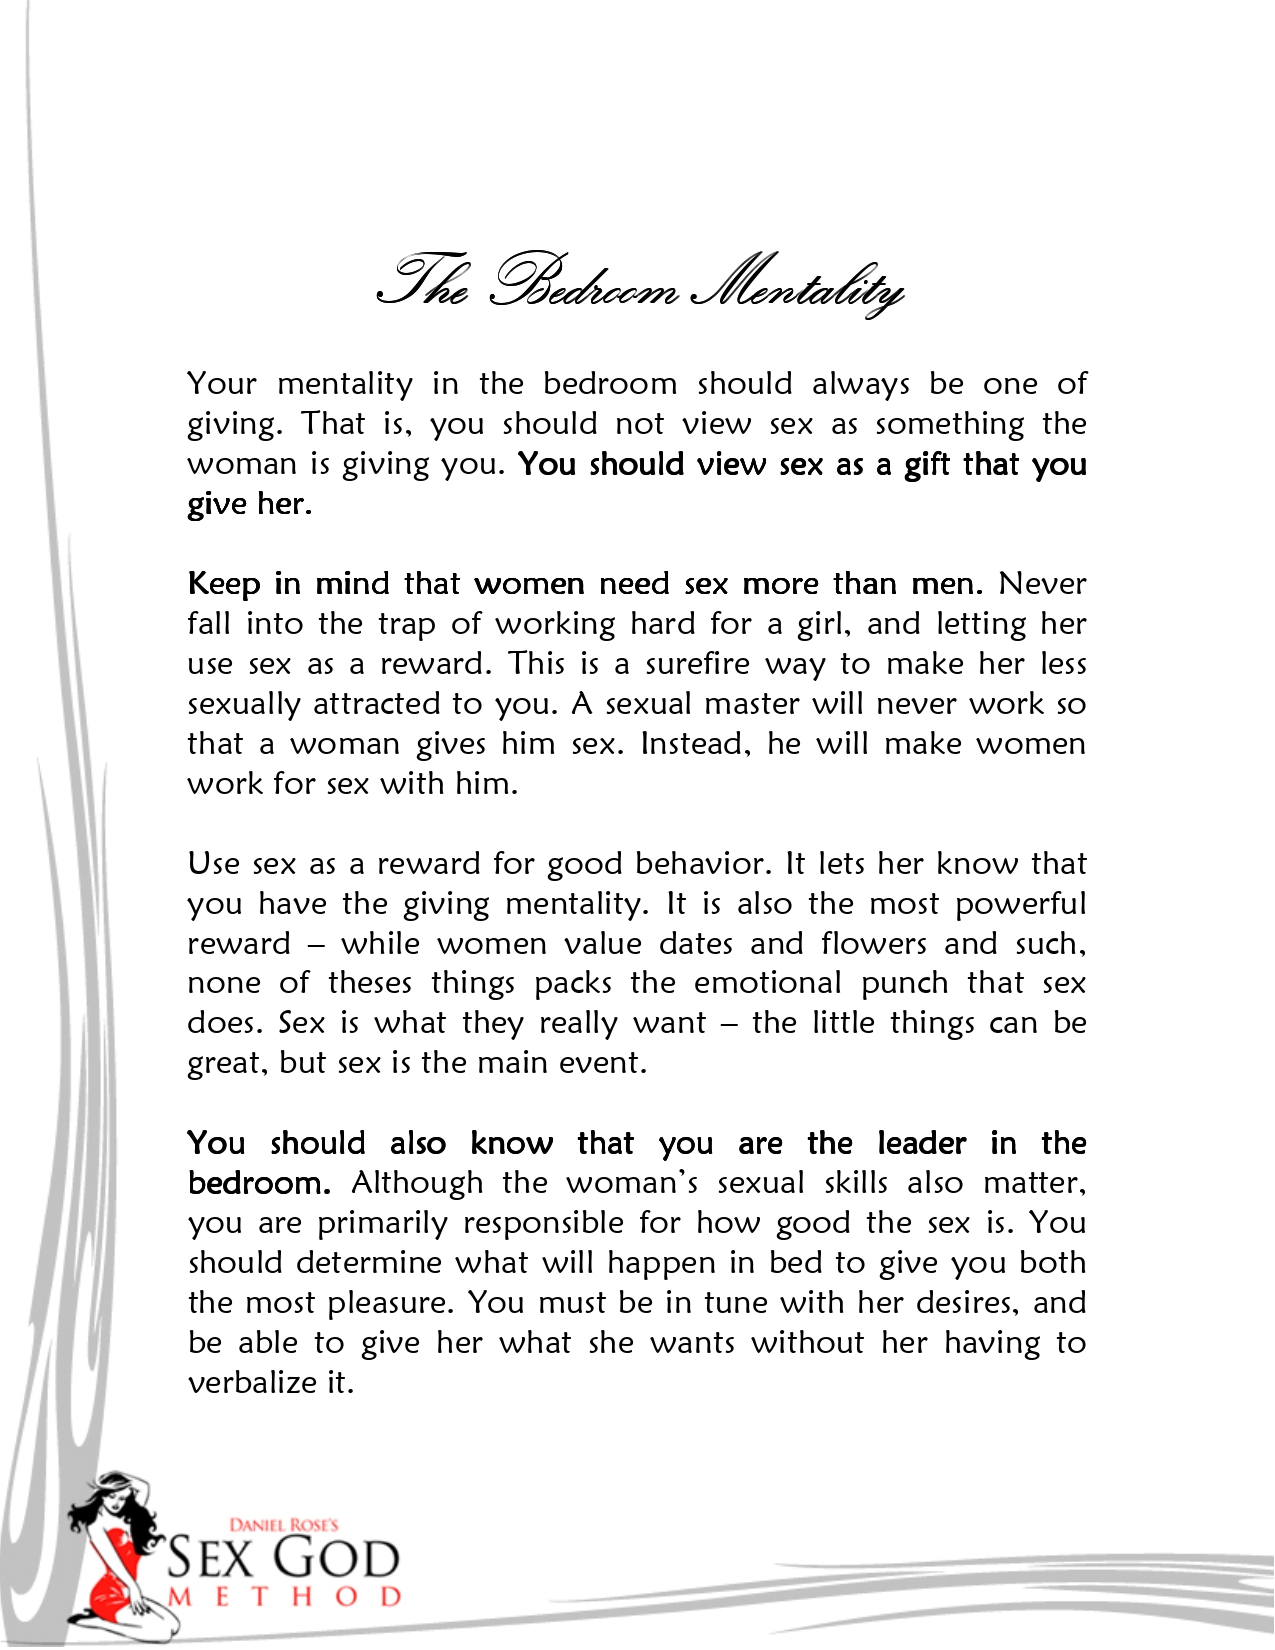 The Bedroom Mentality
Your mentality in the bedroom should always be one of
giving. That is, you should not view sex as something the
woman is giving you. You should view sex as a gift that you
give her.
Keep in mind that women need sex more than men. Never
fall into the trap of working hard for a girl, and letting her
use sex as a reward. This is a surefire way to make her less
sexually attracted to you. A sexual master will never work so
that a woman gives him sex. Instead, he will make women
work for sex with him.
Use sex as a reward for good behavior. It lets her know that
you have the giving mentality. It is also the most powerful
reward – while women value dates and flowers and such,
none of theses things packs the emotional punch that sex
does. Sex is what they really want – the little things can be
great, but sex is the main event.
You should also know that you are the leader in the
bedroom. Although the woman’s sexual skills also matter,
you are primarily responsible for how good the sex is. You
should determine what will happen in bed to give you both
the most pleasure. You must be in tune with her desires, and
be able to give her what she wants without her having to
verbalize it.
DANIEL ROSE'S
SEX GOD
METHOD